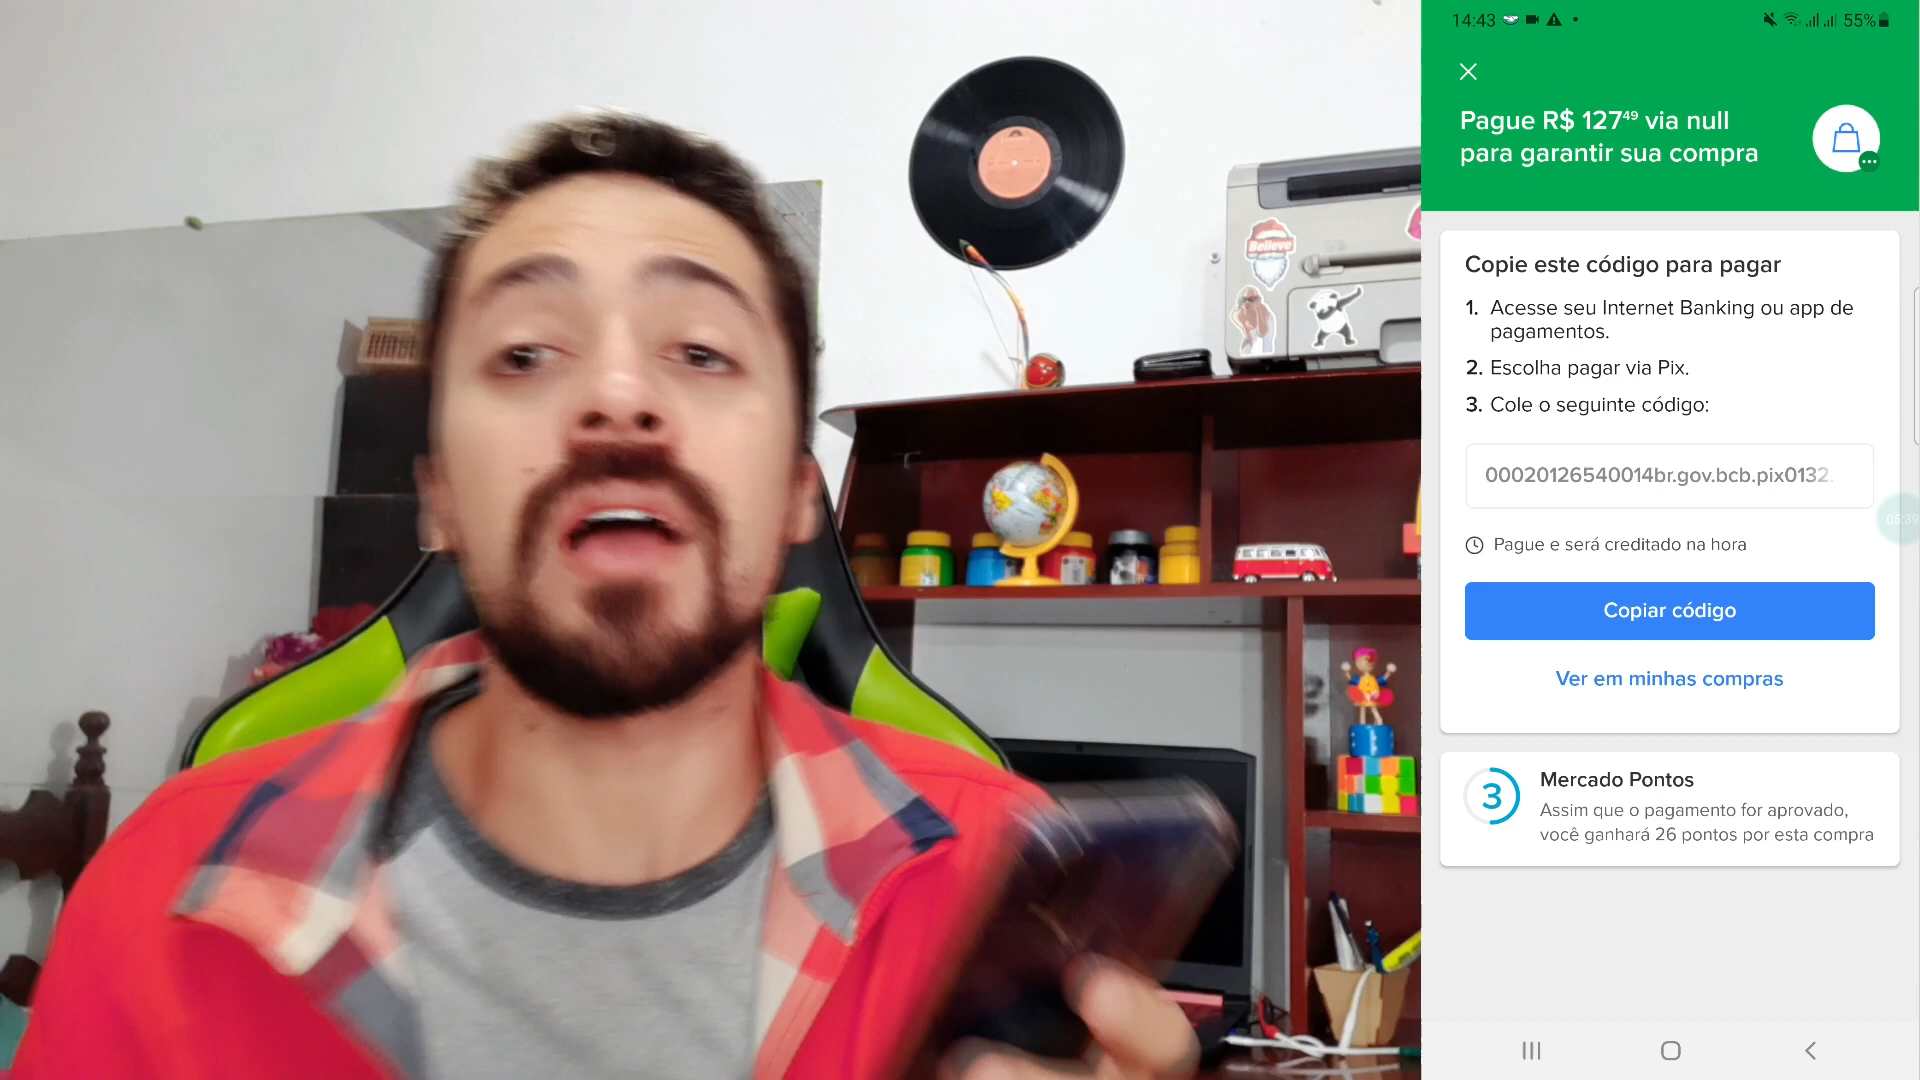 Believe
14:43
55%
Pague R$ 127⁴⁹ via null
para garantir sua compra
Copie este código para pagar
1. Acesse seu Internet Banking ou app de
pagamentos.
2. Escolha pagar via Pix.
3. Cole o seguinte código:
00020126540014br.gov.bcb.pix0132
Pague e será creditado na hora
05:39
Copiar código
Ver em minhas compras
3
Mercado Pontos
Assim que o pagamento for aprovado,
você ganhará 26 pontos por esta compra